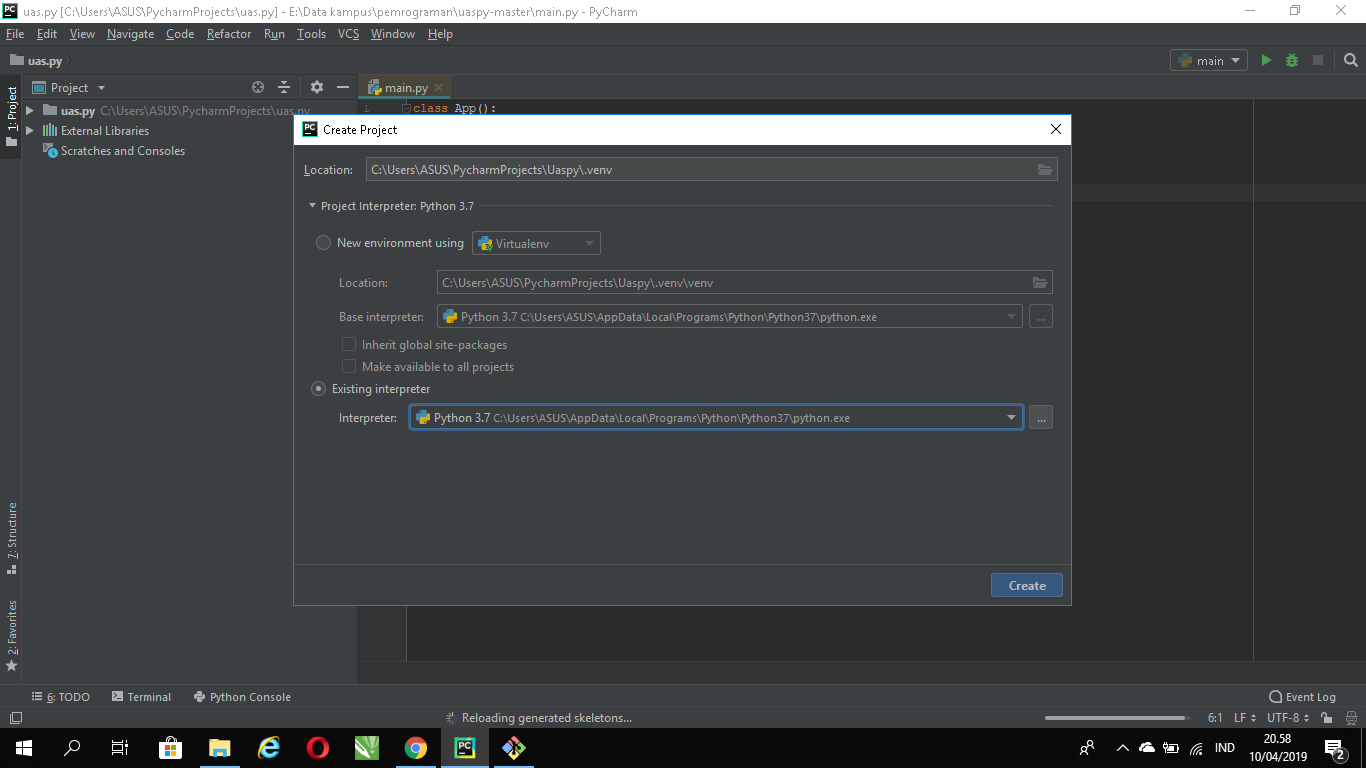 uas.py [C:\Users\ASUS\PycharmProjects\uas.py] - E:\Data kampus\pemrograman\uaspy-master\main.py - PyCharm
File Edit View Navigate Code Refactor Run Tools VCS Window Help
uas.py
main
1: Project
Project
main.py
uas.py C:\Users\ASUS\PycharmProjects\uas.py
1 class App():
External Libraries
Scratches and Consoles
Create Project
Location: C:\Users\ASUS\PycharmProjects\Uaspy\.venv
Project Interpreter: Python 3.7
New environment using Virtualenv
Location: C:\Users\ASUS\PycharmProjects\Uaspy\.venv\venv
Base interpreter: Python 3.7 C:\Users\ASUS\AppData\Local\Programs\Python\Python37\python.exe ...
Inherit global site-packages
Make available to all projects
Existing interpreter
Interpreter: Python 3.7 C:\Users\ASUS\AppData\Local\Programs\Python\Python37\python.exe ...
Create
7: Structure
2: Favorites
6: TODO Terminal Python Console Event Log
Reloading generated skeletons... 6:1 LF UTF-8
IND
20.58
10/04/2019
2